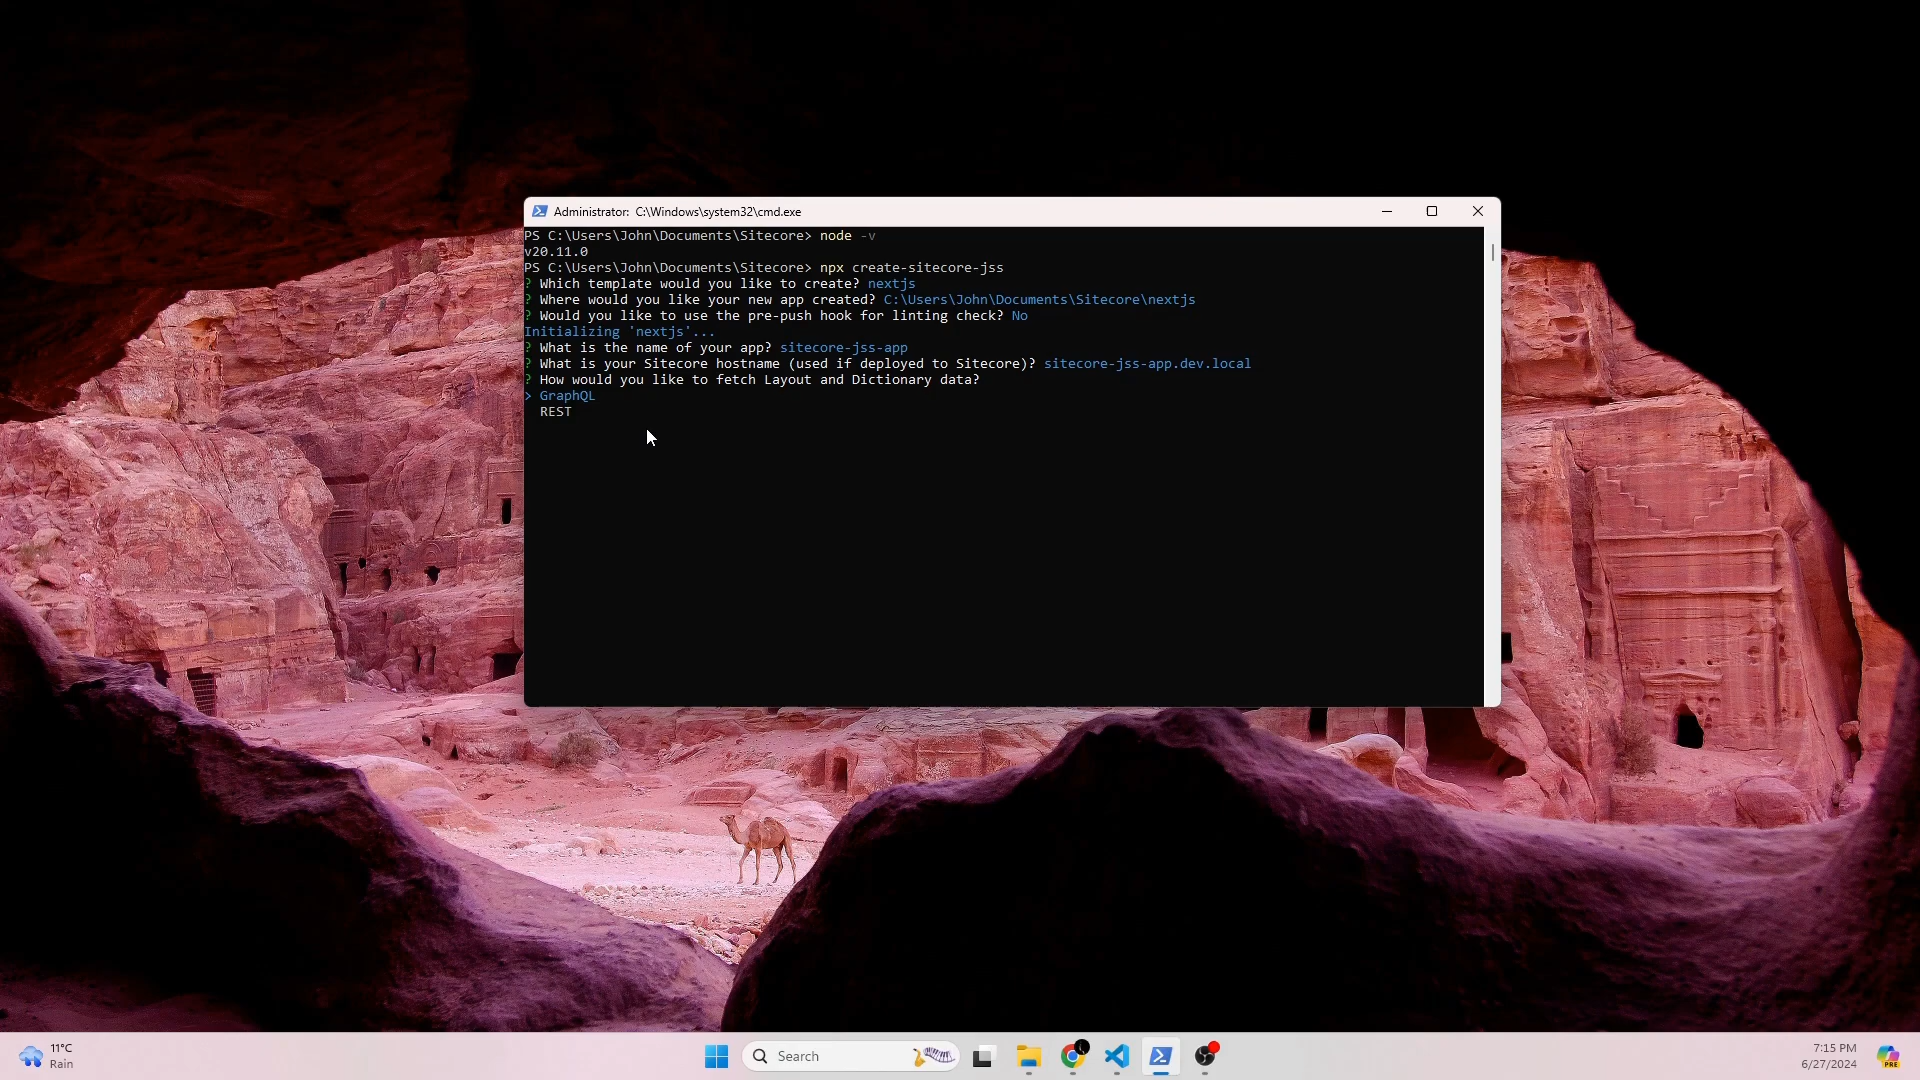 Administrator: C:\Windows\system32\cmd.exe
PS C:\Users\John\Documents\Sitecore> node -v
v20.11.0
PS C:\Users\John\Documents\Sitecore> npx create-sitecore-jss
? Which template would you like to create? nextjs
? Where would you like your new app created? C:\Users\John\Documents\Sitecore\nextjs
? Would you like to use the pre-push hook for linting check? No
Initializing 'nextjs'...
? What is the name of your app? sitecore-jss-app
? What is your Sitecore hostname (used if deployed to Sitecore)? sitecore-jss-app.dev.local
? How would you like to fetch Layout and Dictionary data?
> GraphQL
REST
11°C
Rain
Search
7:15 PM
6/27/2024
PRE